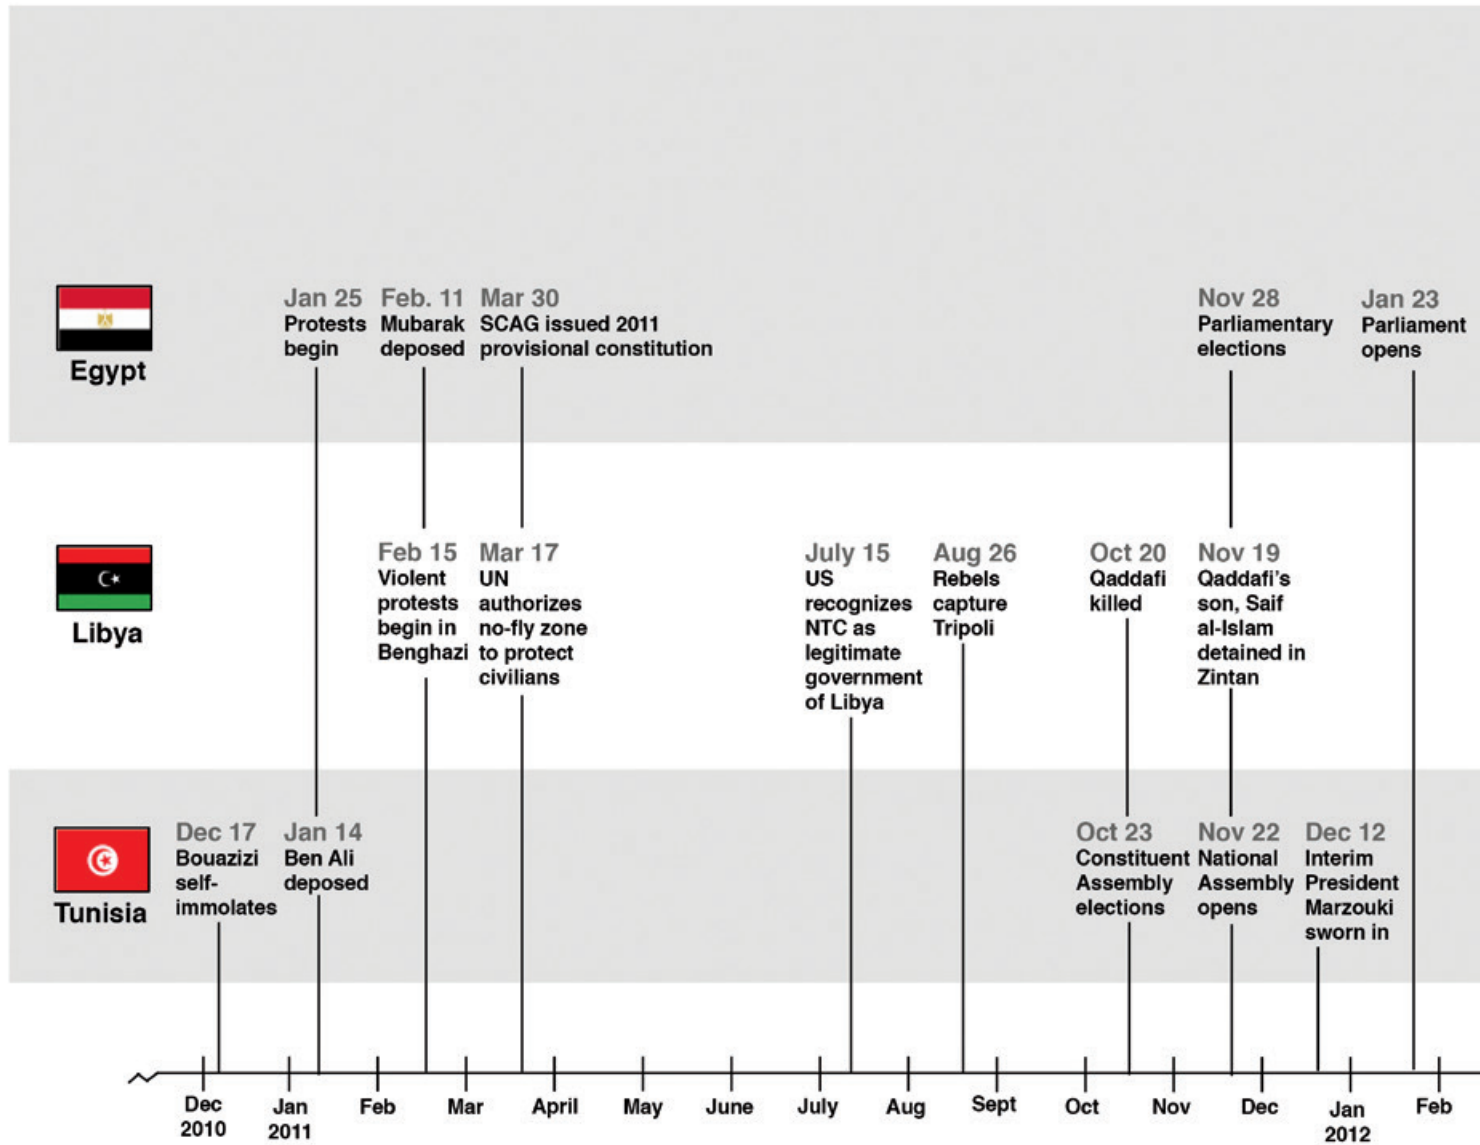 Jan 25
Protests
begin
Feb. 11
Mubarak
deposed
Mar 30
SCAG issued 2011
provisional constitution
Nov 28
Parliamentary
elections
Jan 23
Parliament
opens
Egypt
Feb 15
Violent
protests
begin in
Benghazi
Mar 17
UN
authorizes
no-fly zone
to protect
civilians
July 15
US
recognizes
NTC as
legitimate
government
of Libya
Aug 26
Rebels
capture
Tripoli
Oct 20
Qaddafi
killed
Nov 19
Qaddafi's
son, Saif
al-Islam
detained in
Zintan
Libya
Dec 17
Bouazizi
self-
immolates
Jan 14
Ben Ali
deposed
Oct 23
Constituent
Assembly
elections
Nov 22
National
Assembly
opens
Dec 12
Interim
President
Marzouki
sworn in
Tunisia
Dec
2010
Jan
2011
Feb
Mar
April
May
June
July
Aug
Sept
Oct
Nov
Dec
Jan
2012
Feb